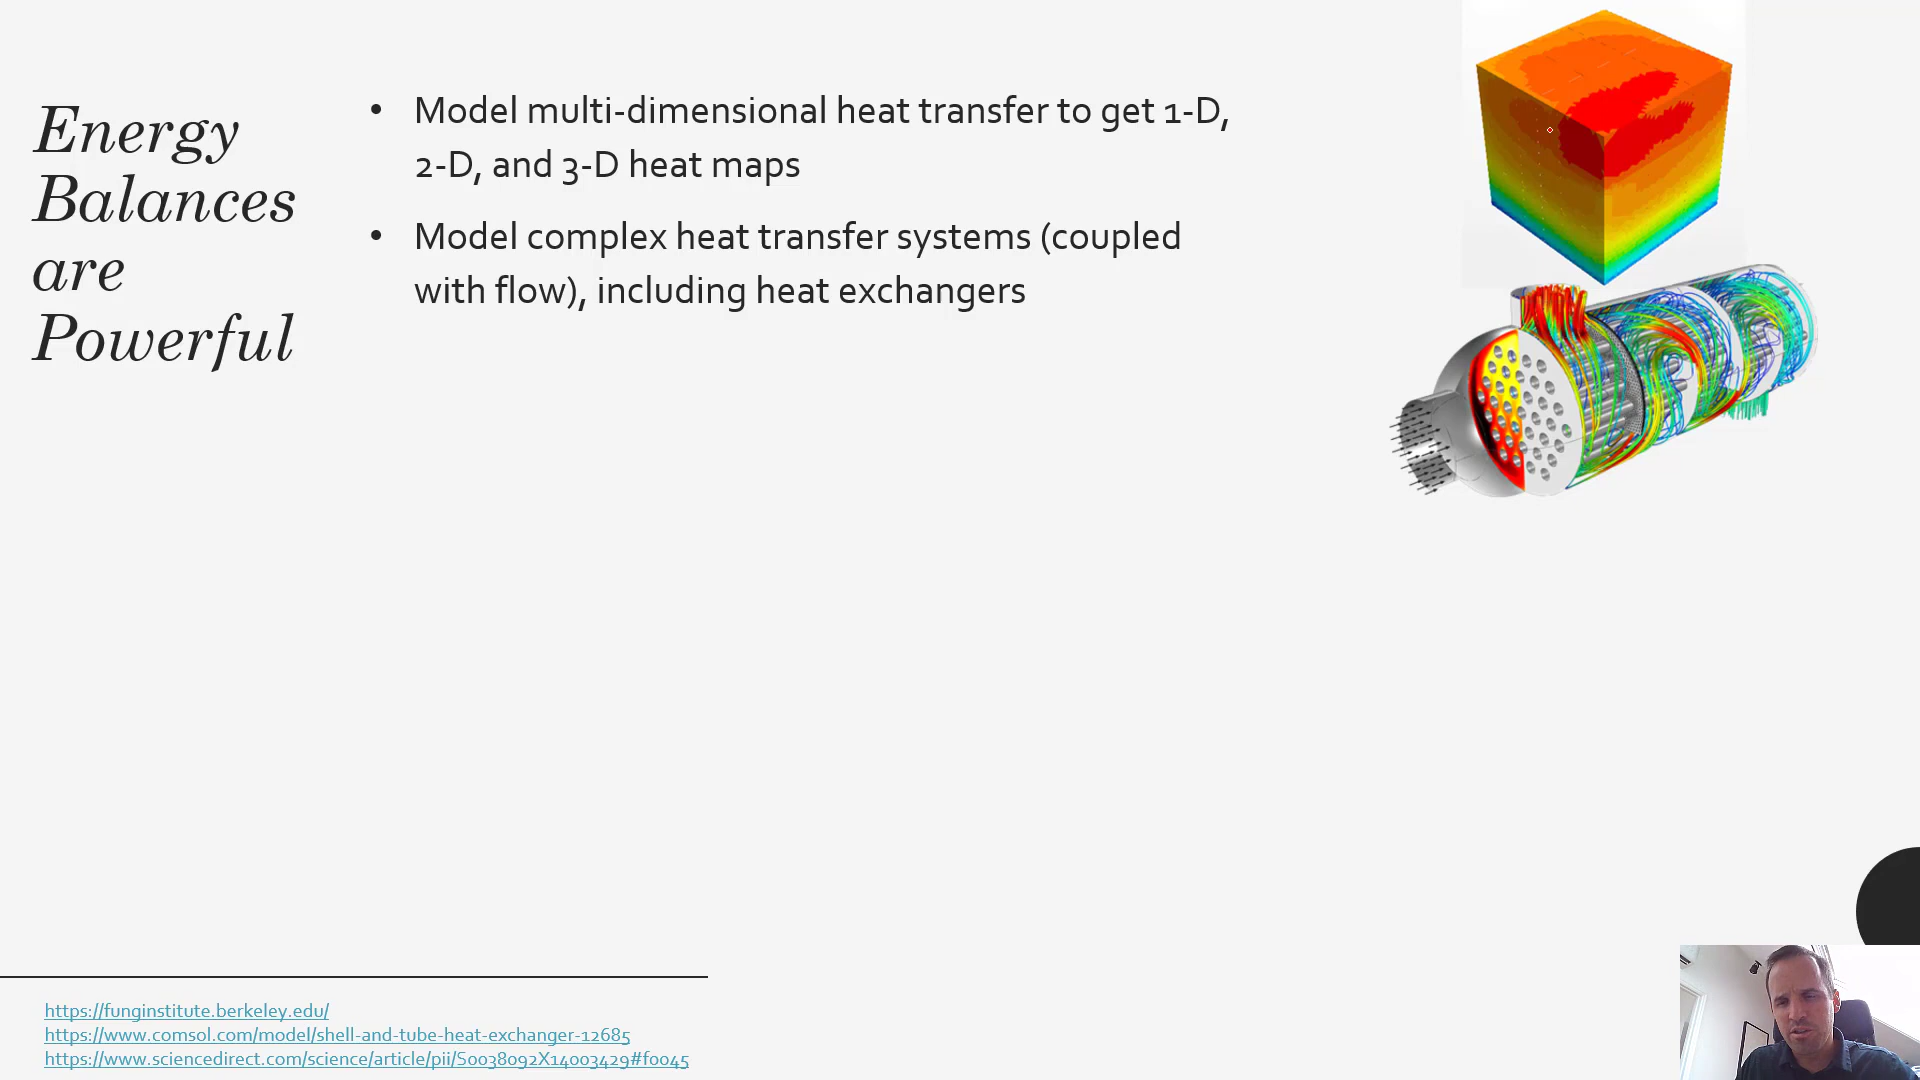 Energy
Balances
are
Powerful
• Model multi-dimensional heat transfer to get 1-D,
2-D, and 3-D heat maps
• Model complex heat transfer systems (coupled
with flow), including heat exchangers
https://funginstitute.berkeley.edu/
https://www.comsol.com/model/shell-and-tube-heat-exchanger-12685
https://www.sciencedirect.com/science/article/pii/S0038092X14003429#f0045